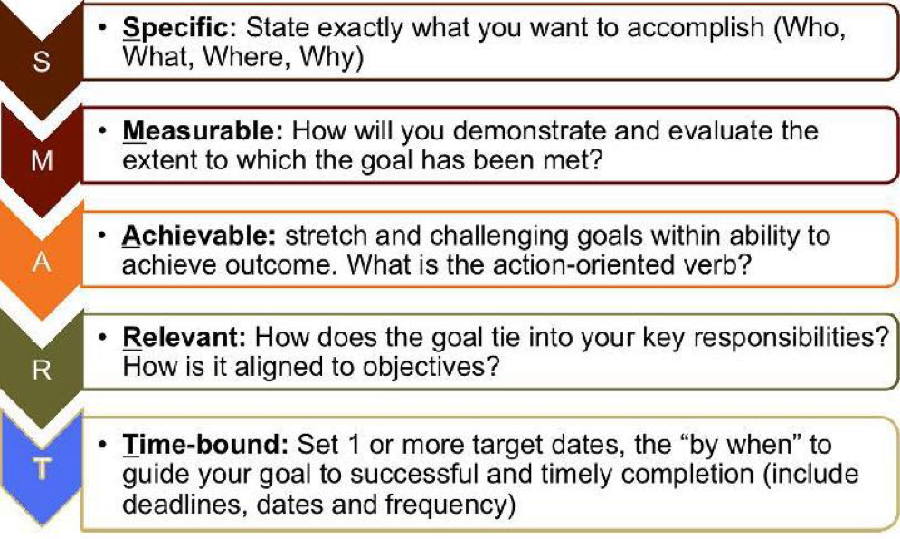 S
• Specific: State exactly what you want to accomplish (Who,
What, Where, Why)
M
• Measurable: How will you demonstrate and evaluate the
extent to which the goal has been met?
A
• Achievable: stretch and challenging goals within ability to
achieve outcome. What is the action-oriented verb?
R
• Relevant: How does the goal tie into your key responsibilities?
How is it aligned to objectives?
T
• Time-bound: Set 1 or more target dates, the “by when” to
guide your goal to successful and timely completion (include
deadlines, dates and frequency)